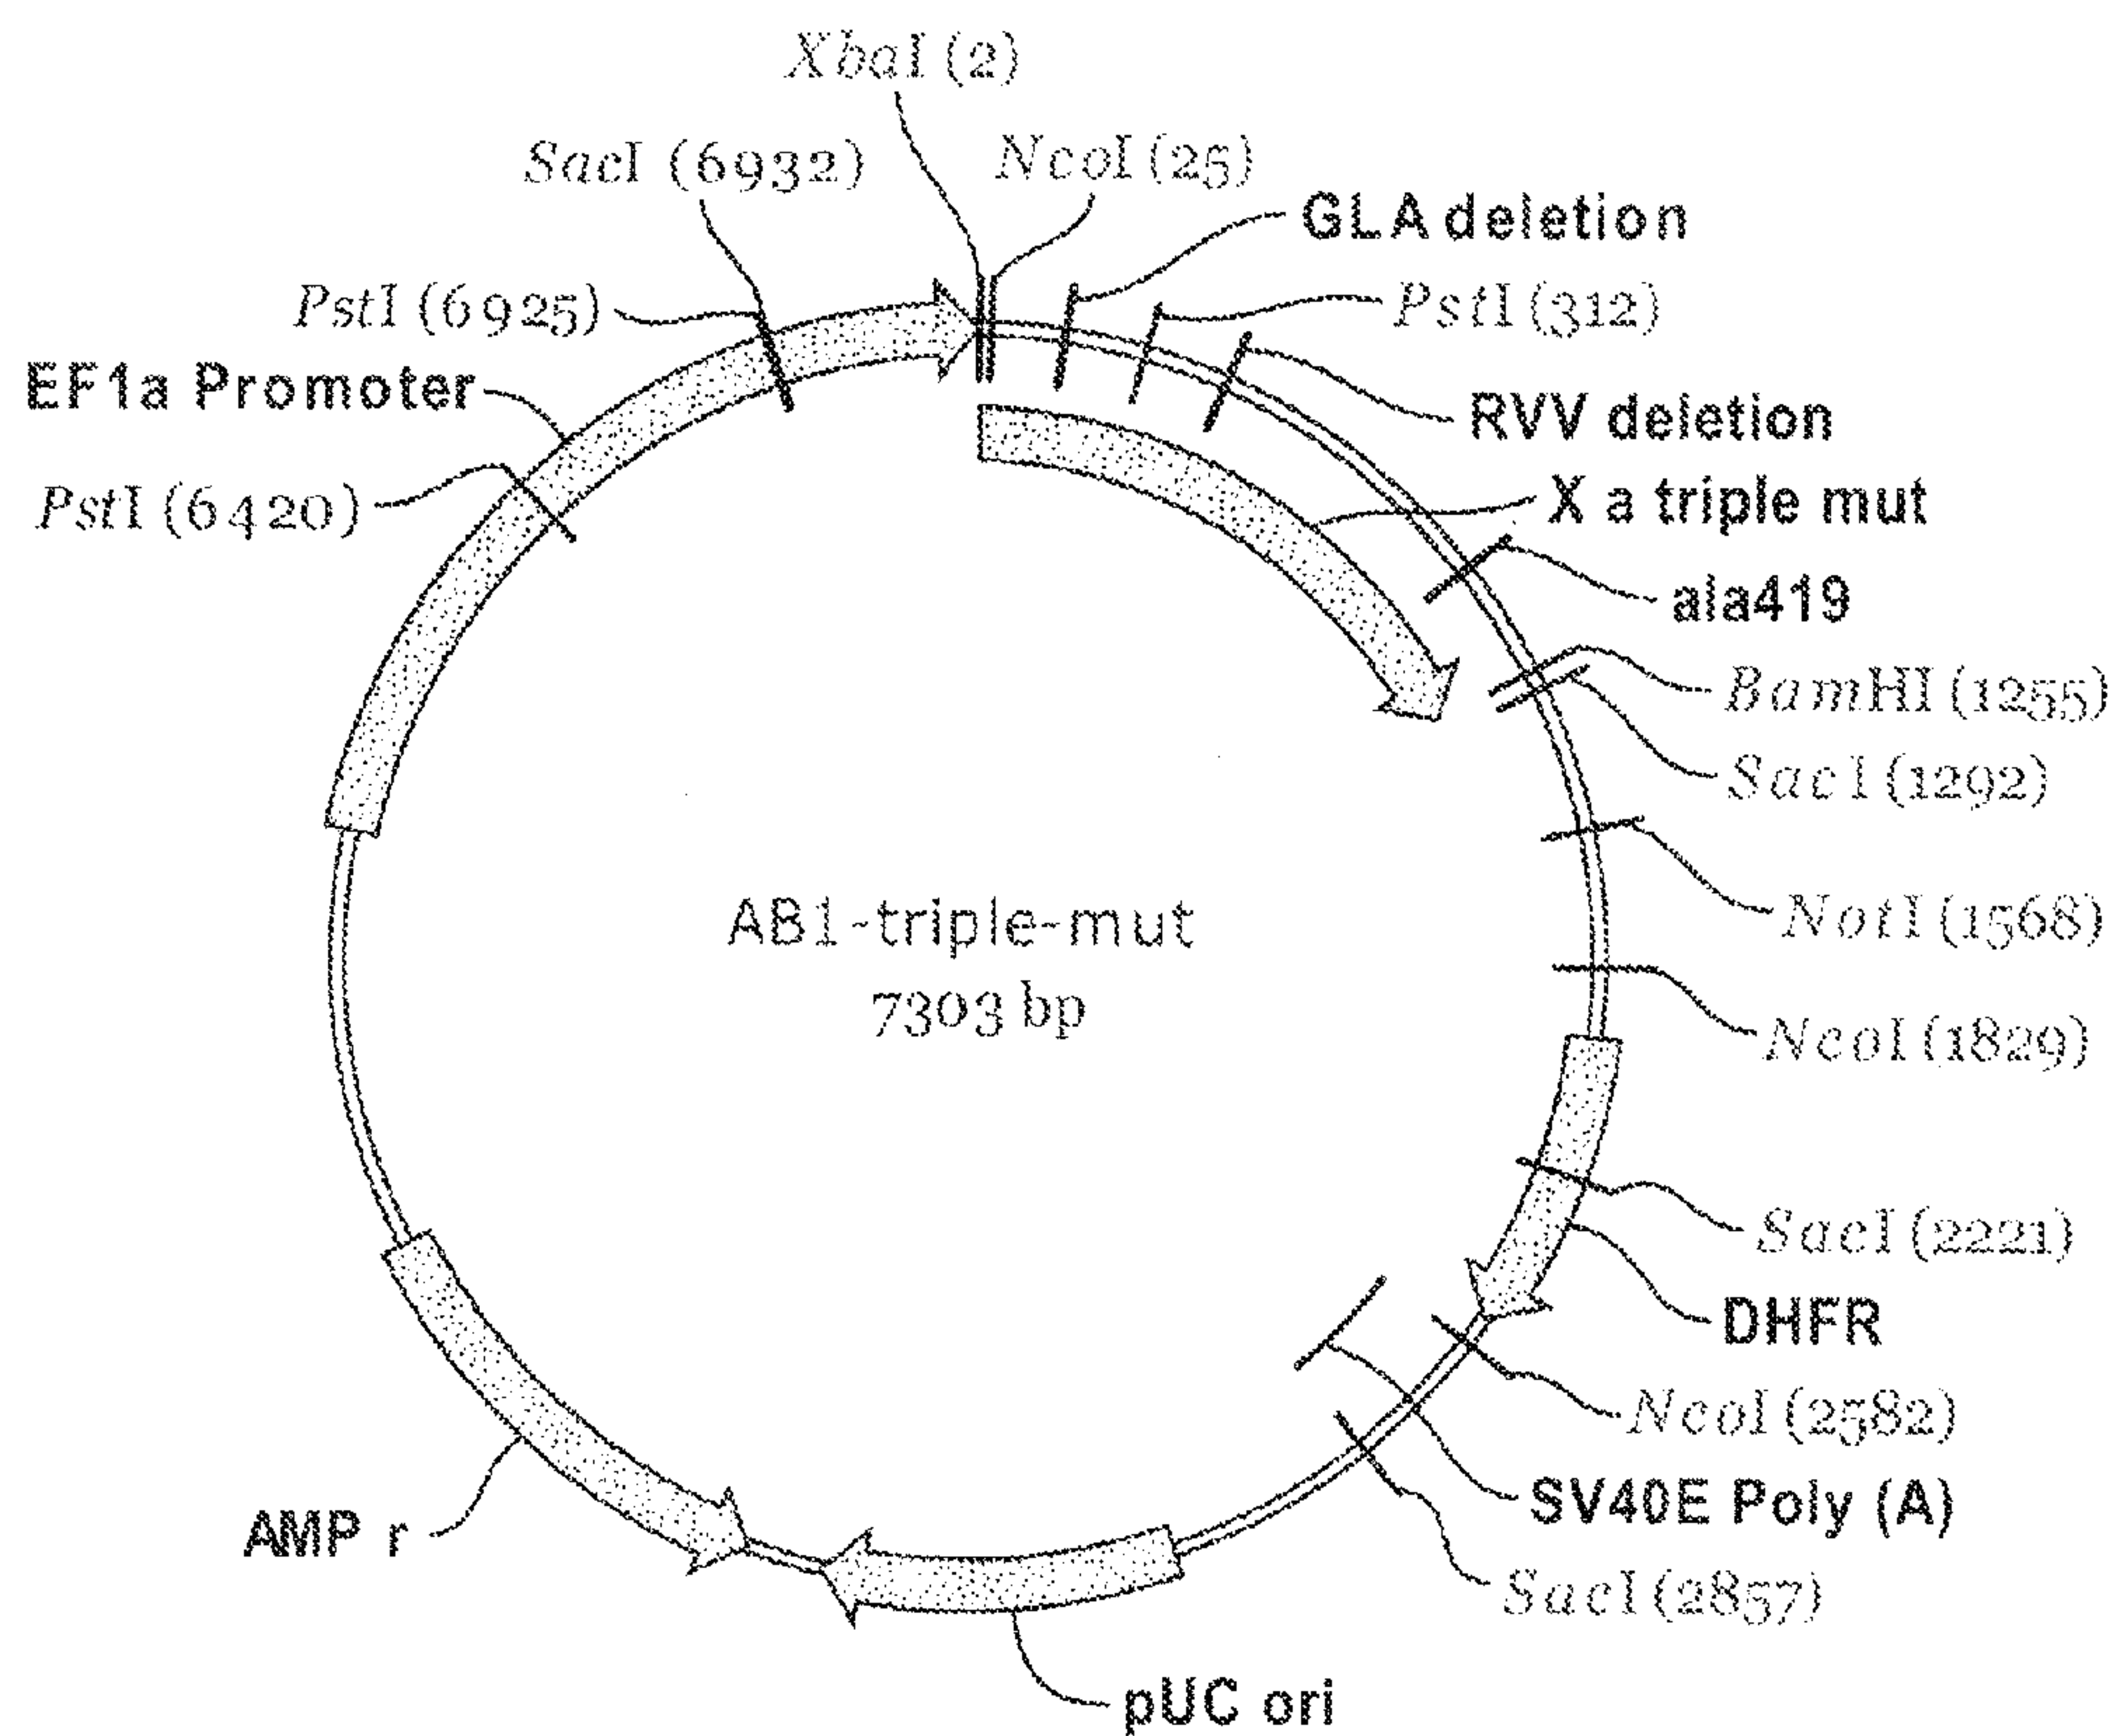 XbaI (2)
SacI (6932)
NcoI (25)
GLA deletion
PstI (6925)
PstI (312)
EF1a Promoter
RVV deletion
PstI (6420)
X a triple mut
ala419
BamHI (1255)
SacI (1292)
AB1-triple-mut
7303 bp
NotI (1568)
NcoI (1829)
SacI (2221)
DHFR
NcoI (2582)
SV40E Poly (A)
AMP r
SacI (2857)
pUC ori